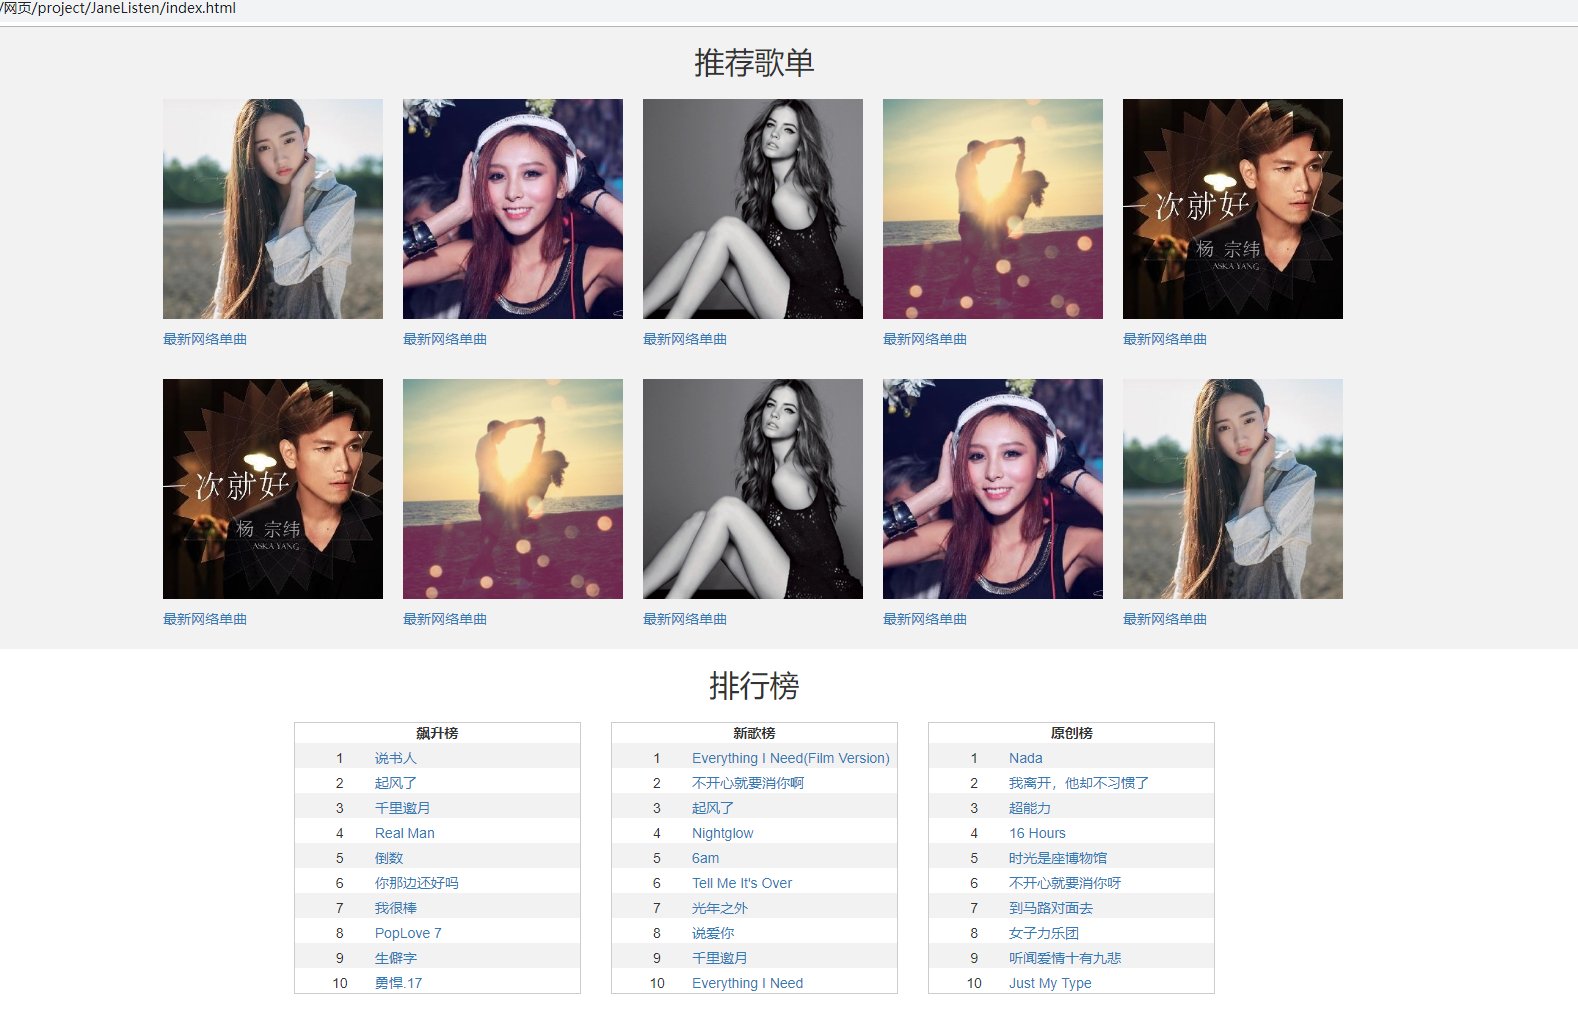 /网页/project/JaneListen/index.html
推荐歌单
一次就好
杨 宗纬
ASKA YANG
最新网络单曲 最新网络单曲 最新网络单曲 最新网络单曲 最新网络单曲
一次就好
杨 宗纬
ASKA YANG
最新网络单曲 最新网络单曲 最新网络单曲 最新网络单曲 最新网络单曲
排行榜
飙升榜
1 说书人
2 起风了
3 千里邀月
4 Real Man
5 倒数
6 你那边还好吗
7 我很棒
8 PopLove 7
9 生僻字
10 勇悍.17
新歌榜
1 Everything I Need(Film Version)
2 不开心就要消你啊
3 起风了
4 Nightglow
5 6am
6 Tell Me It's Over
7 光年之外
8 说爱你
9 千里邀月
10 Everything I Need
原创榜
1 Nada
2 我离开，他却不习惯了
3 超能力
4 16 Hours
5 时光是座博物馆
6 不开心就要消你呀
7 到马路对面去
8 女子力乐团
9 听闻爱情十有九悲
10 Just My Type